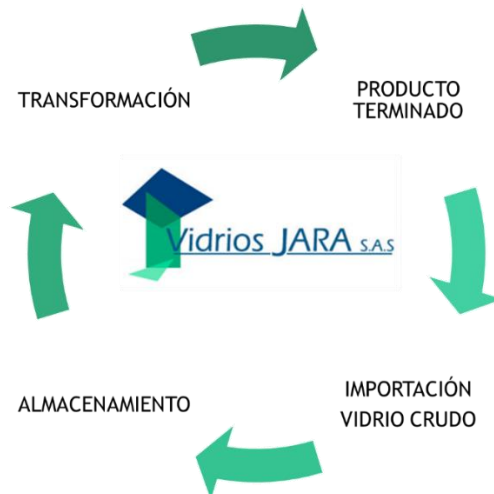 TRANSFORMACIÓN
PRODUCTO
TERMINADO
Vidrios JARA S.A.S
ALMACENAMIENTO
IMPORTACIÓN
VIDRIO CRUDO